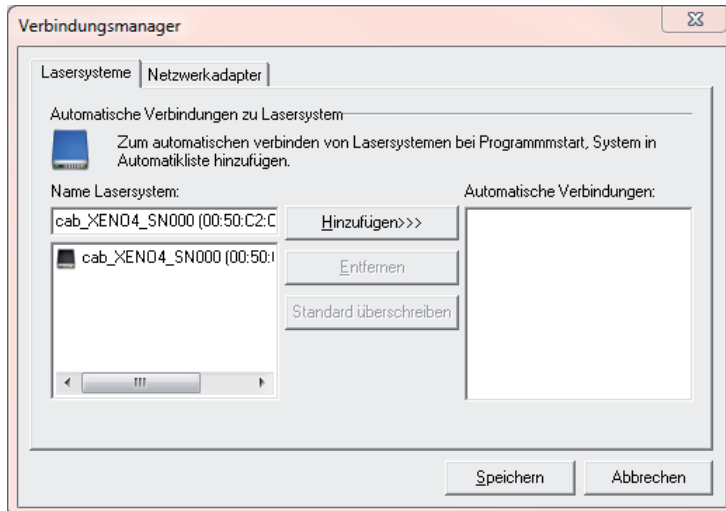 Verbindungsmanager
Lasersysteme
Netzwerkadapter
Automatische Verbindungen zu Lasersystem
Zum automatischen verbinden von Lasersystemen bei Programmmstart, System in
Automatikliste hinzufügen.
Name Lasersystem:
Automatische Verbindungen:
cab_XENO4_SN000 (00:50:C2:C
Hinzufügen>>>
cab_XENO4_SN000 (00:50:
Entfernen
Standard überschreiben
Speichern
Abbrechen